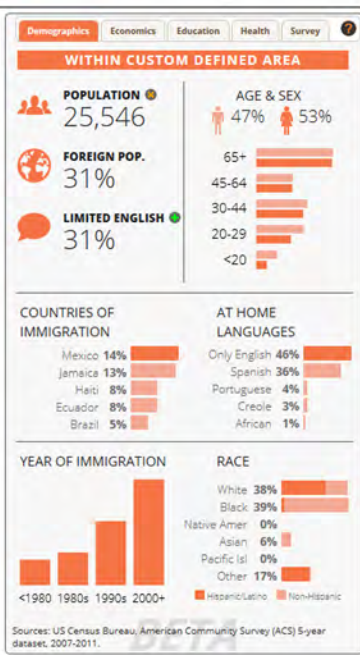 Demographics Economics Education Health Survey ?
WITHIN CUSTOM DEFINED AREA
POPULATION
25,546
FOREIGN POP.
31%
LIMITED ENGLISH
31%
AGE & SEX
47% 53%
65+
45-64
30-44
20-29
<20
COUNTRIES OF
IMMIGRATION
Mexico 14%
Jamaica 13%
Haiti 8%
Ecuador 8%
Brazil 5%
AT HOME
LANGUAGES
Only English 46%
Spanish 36%
Portuguese 4%
Creole 3%
African 1%
YEAR OF IMMIGRATION
<1980 1980s 1990s 2000+
RACE
White 38%
Black 39%
Native Amer 0%
Asian 6%
Pacific Isl 0%
Other 17%
Hispanic/Latino Non-Hispanic
Sources: US Census Bureau, American Community Survey (ACS) 5-year
dataset, 2007-2011.
BETA